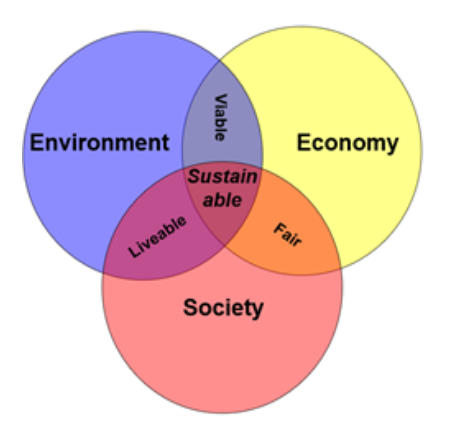 Viable
Environment
Economy
Sustain
able
Liveable
Fair
Society